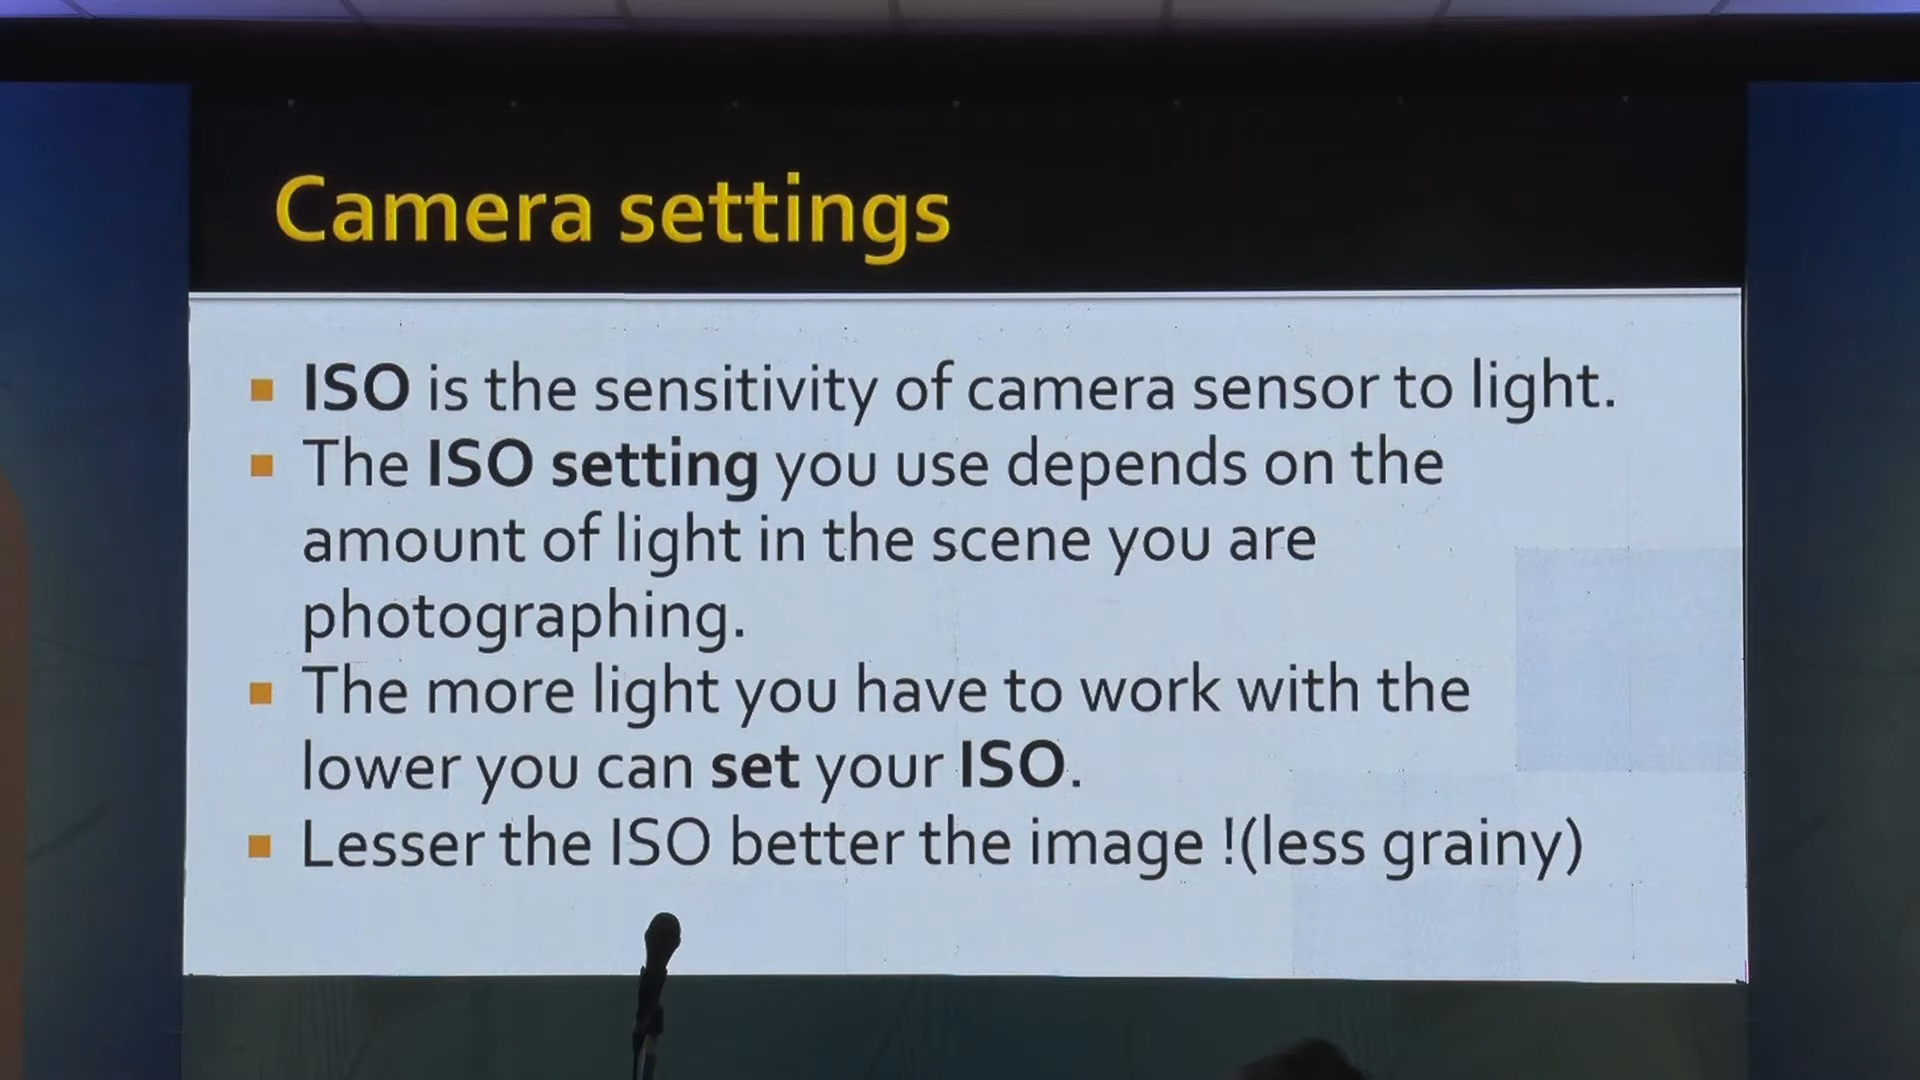 Camera settings
ISO is the sensitivity of camera sensor to light.
The ISO setting you use depends on the
amount of light in the scene you are
photographing.
The more light you have to work with the
lower you can set your ISO.
Lesser the ISO better the image !(less grainy)